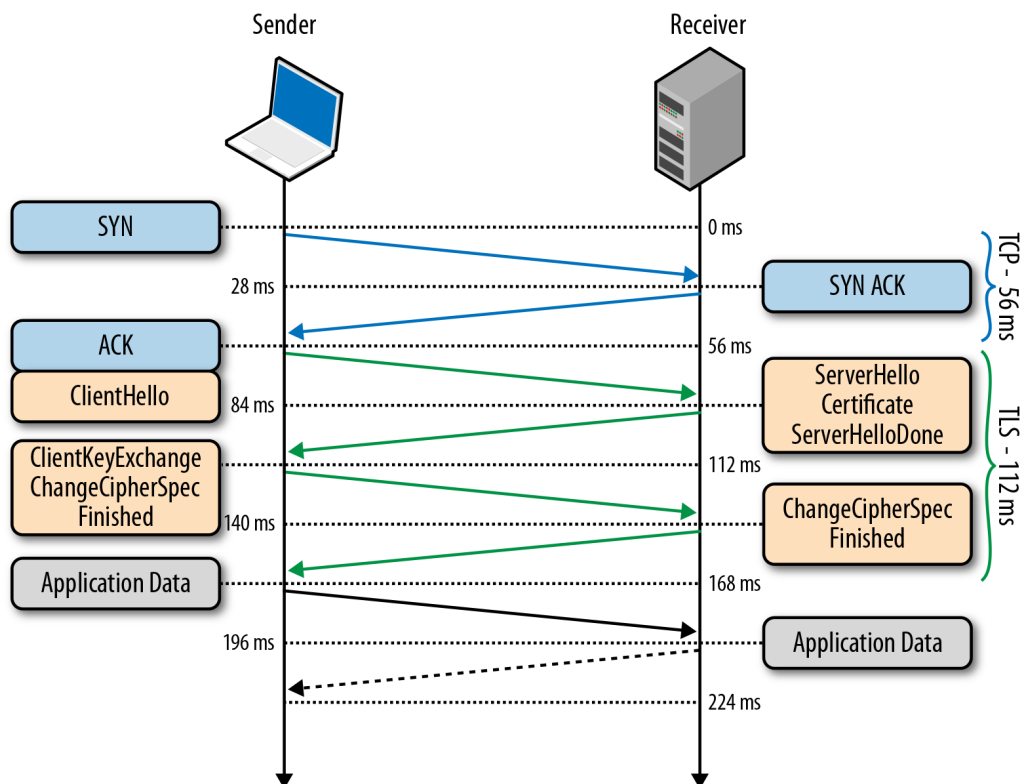 Sender
Receiver
SYN
0 ms
28 ms
SYN ACK
TCP - 56 ms
ACK
56 ms
ClientHello
84 ms
ServerHello
Certificate
ServerHelloDone
TLS - 112 ms
ClientKeyExchange
ChangeCipherSpec
Finished
112 ms
140 ms
ChangeCipherSpec
Finished
Application Data
168 ms
196 ms
Application Data
224 ms